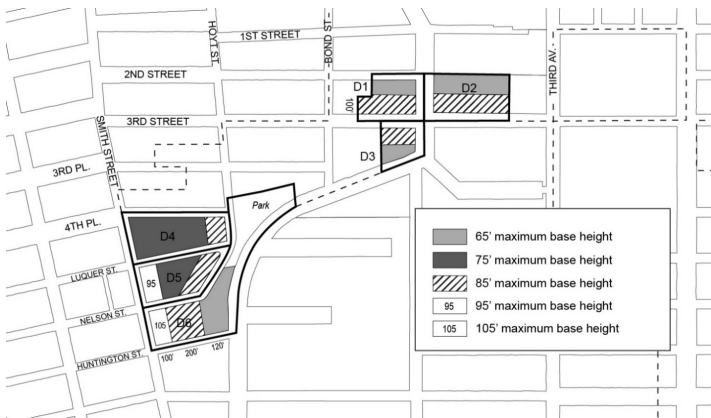 1ST STREET
HOYT ST.
BOND ST.
2ND STREET
D1
D2
THIRD AV.
100'
3RD STREET
SMITH STREET
D3
3RD PL.
Park
4TH PL.
D4
65' maximum base height
75' maximum base height
LUQUER ST.
95
D5
85' maximum base height
95 95' maximum base height
NELSON ST.
105
D6
105 105' maximum base height
HUNTINGTON ST.
100' 200' 120'